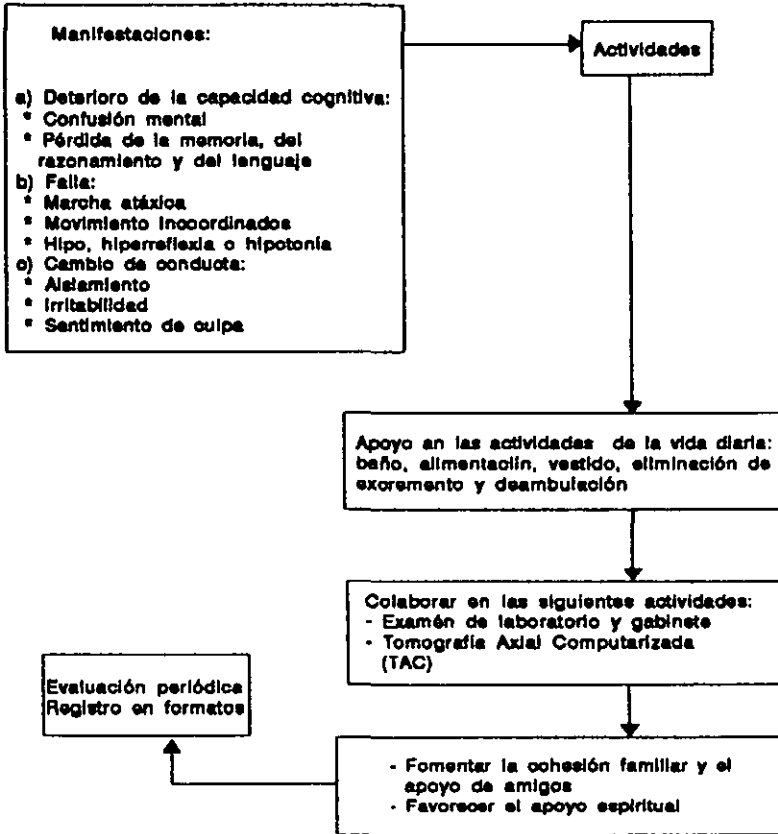 Manifestaciones:
a) Deterioro de la capacidad cognitiva:
* Confusión mental
* Pérdida de la memoria, del
razonamiento y del lenguaje
b) Falla:
* Marcha atáxica
* Movimiento inocordinados
* Hipo, hiperreflexia o hipotonía
c) Cambio de conducta:
* Aislamiento
* Irritabilidad
* Sentimiento de culpa
Actividades
Apoyo an las actividades de la vida diaria:
baño, alimentaciín, vestido, eliminación de
excremento y deambulación
Colaborar en las siguientes actividades:
- Examén de laboratorio y gabinete
- Tomografía Axial Computarizada
(TAC)
- Fomentar la cohesión familiar y el
apoyo de amigos
- Favorecer el apoyo espiritual
Evaluación periódica
Registro en formatos